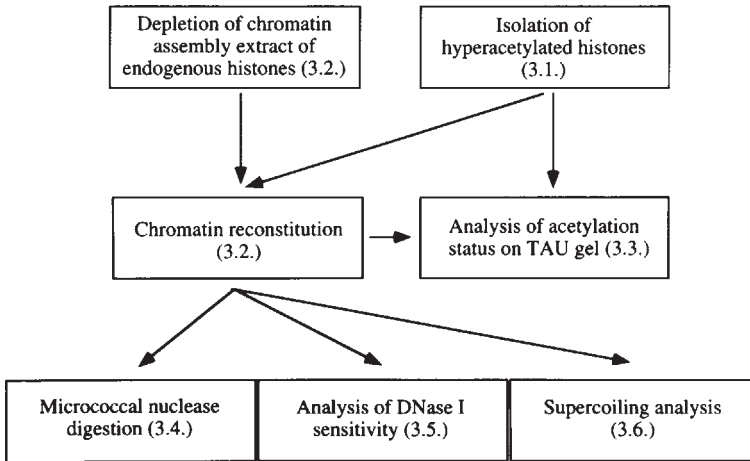 Depletion of chromatin
assembly extract of
endogenous histones (3.2.)
Isolation of
hyperacetylated histones
(3.1.)
Chromatin reconstitution
(3.2.)
Analysis of acetylation
status on TAU gel (3.3.)
Micrococcal nuclease
digestion (3.4.)
Analysis of DNase I
sensitivity (3.5.)
Supercoiling analysis
(3.6.)